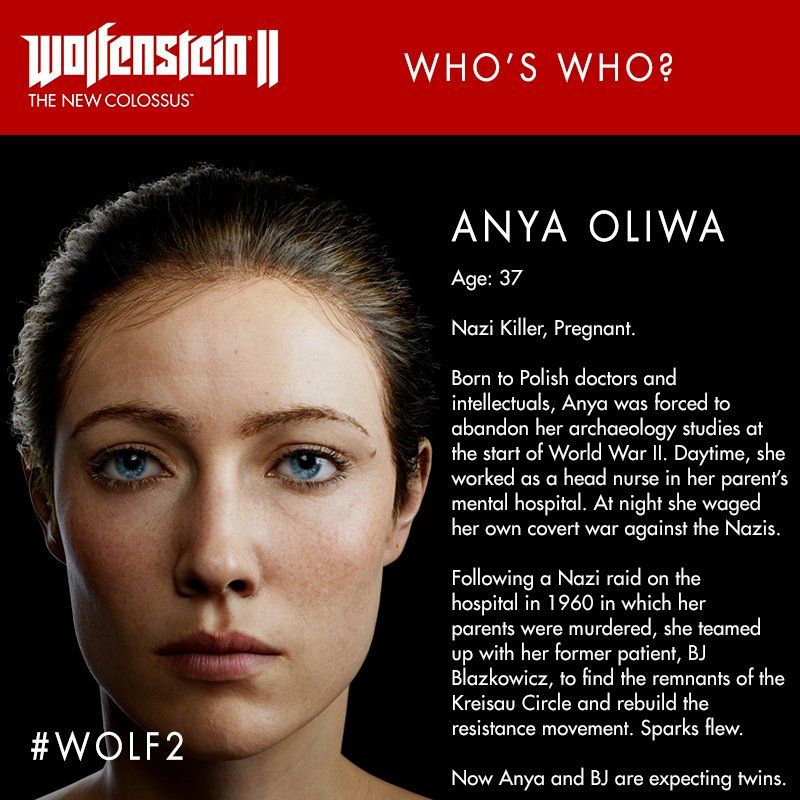 Wolfenstein II
THE NEW COLOSSUS™
WHO'S WHO?
ANYA OLIWA
Age: 37
Nazi Killer, Pregnant.
Born to Polish doctors and
intellectuals, Anya was forced to
abandon her archaeology studies at
the start of World War II. Daytime, she
worked as a head nurse in her parent's
mental hospital. At night she waged
her own covert war against the Nazis.
Following a Nazi raid on the
hospital in 1960 in which her
parents were murdered, she teamed
up with her former patient, BJ
Blazkowicz, to find the remnants of the
Kreisau Circle and rebuild the
resistance movement. Sparks flew.
Now Anya and BJ are expecting twins.
#WOLF2